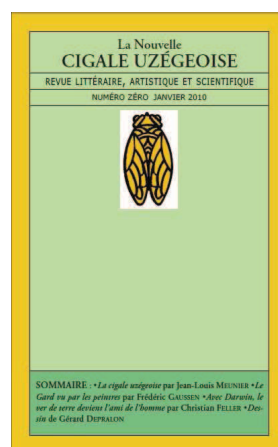 La Nouvelle
CIGALE UZÉGEOISE
REVUE LITTÉRAIRE, ARTISTIQUE ET SCIENTIFIQUE
NUMÉRO ZÉRO JANVIER 2010
SOMMAIRE : •La cigale uzégeoise par Jean-Louis MEUNIER •Le
Gard vu par les peintres par Frédéric GAUSSEN •Avec Darwin, le
ver de terre devient l'ami de l'homme par Christian FELLER •Des-
sin de Gérard DEPRALON